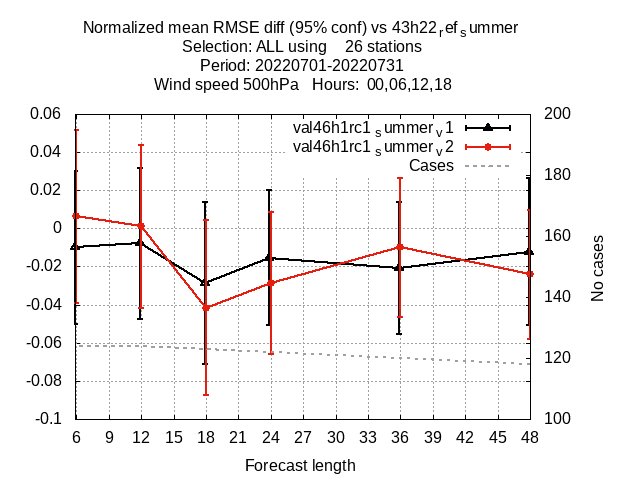 Normalized mean RMSE diff (95% conf) vs 43h22refsummer
Selection: ALL using 26 stations
Period: 20220701-20220731
Wind speed 500hPa Hours: 00,06,12,18
val46h1rc1summerv1
val46h1rc1summerv2
Cases
0.06
0.04
0.02
0
-0.02
-0.04
-0.06
-0.08
-0.1
200
180
160
140
120
100
No cases
6 9 12 15 18 21 24 27 30 33 36 39 42 45 48
Forecast length